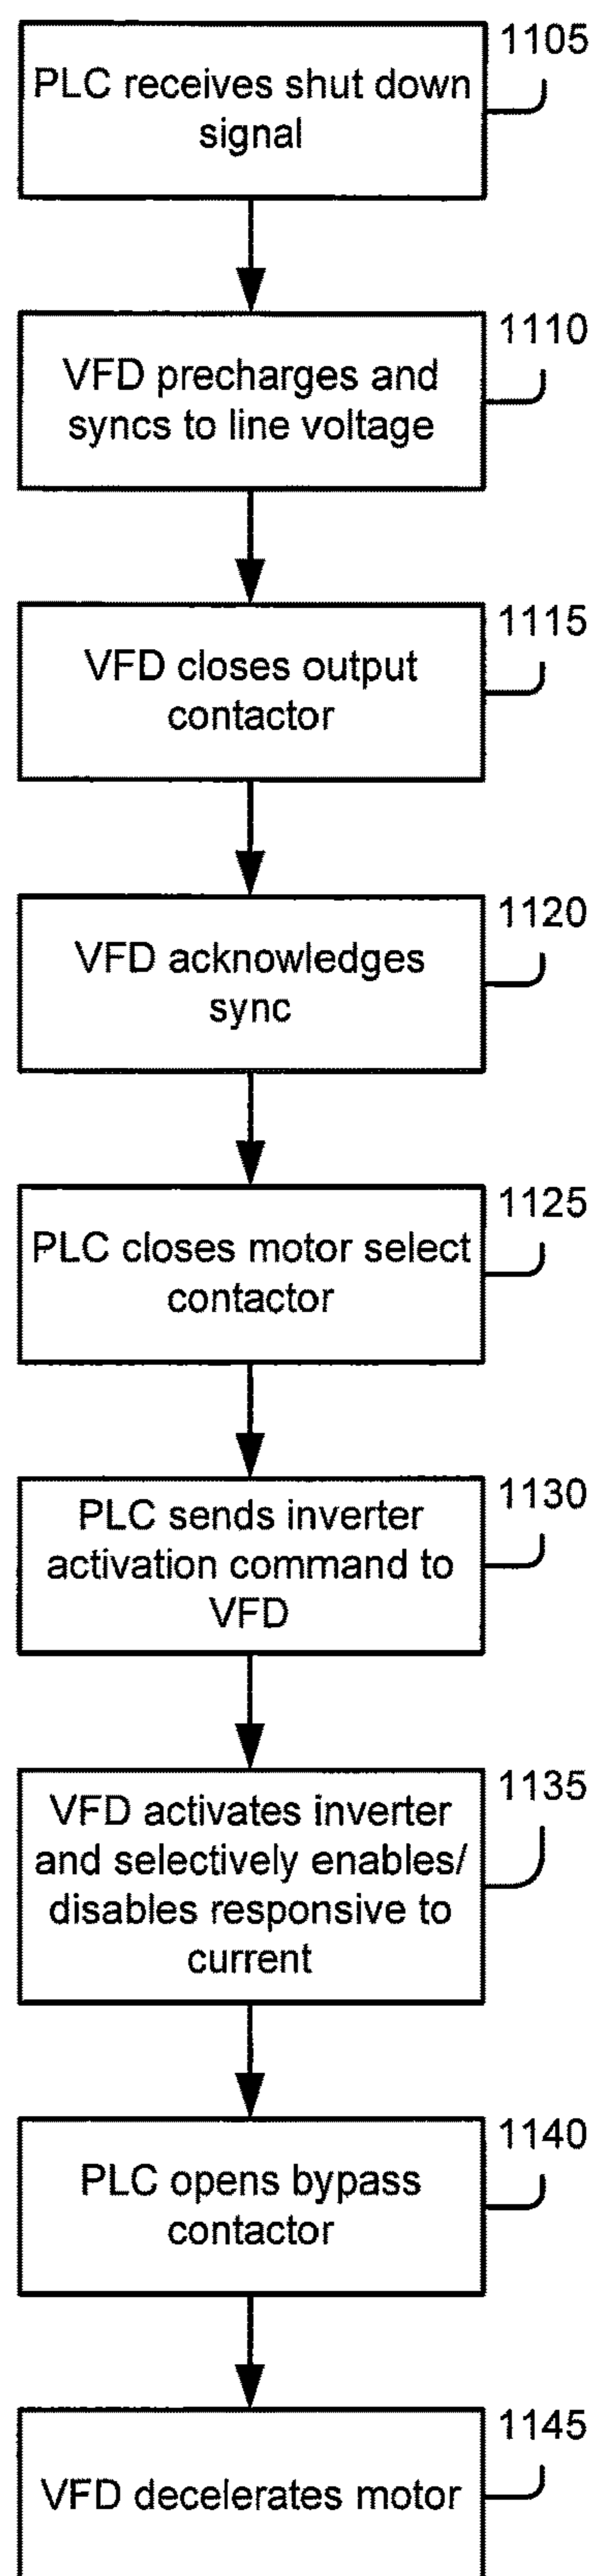 1105
PLC receives shut down
signal
1110
VFD precharges and
syncs to line voltage
1115
VFD closes output
contactor
1120
VFD acknowledges
sync
1125
PLC closes motor select
contactor
1130
PLC sends inverter
activation command to
VFD
1135
VFD activates inverter
and selectively enables/
disables responsive to
current
1140
PLC opens bypass
contactor
1145
VFD decelerates motor